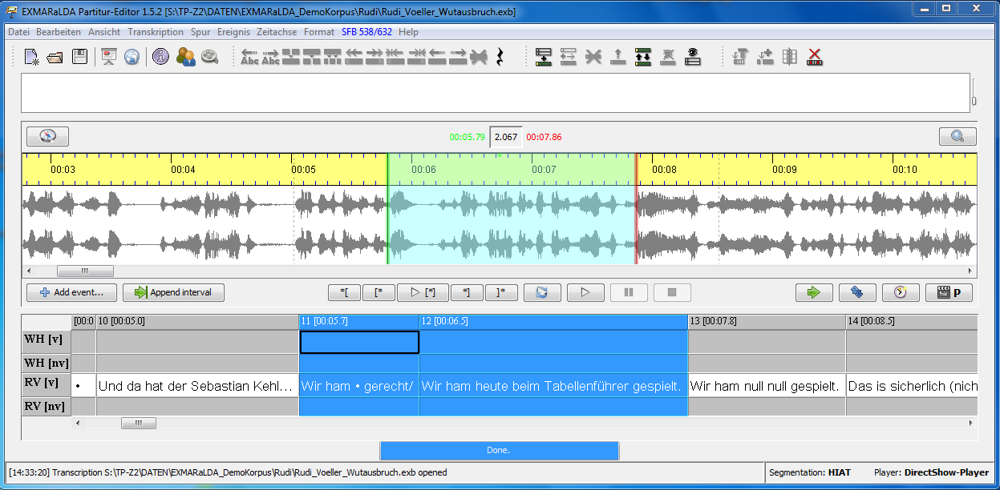 EXMARaLDA Partitur-Editor 1.5.2 [S:\TP-Z2\DATEN\EXMARaLDA_DemoKorpus\Rudi\Rudi_Voeller_Wutausbruch.exb]
Datei Bearbeiten Ansicht Transkription Spur Ereignis Zeitachse Format SFB 538/632 Help
Abc Abc
00:05.79 2.067 00:07.86
00:03 00:04 00:05 00:06 00:07 00:08 00:09 00:10
Add event... Append interval *[ [* [*] *] ]* P
[00:0 10 [00:05.0] 11 [00:05.7] 12 [00:06.5] 13 [00:07.8] 14 [00:08.5]
WH [v]
WH [nv]
RV [v] • Und da hat der Sebastian Kehl... Wir ham • gerecht/ Wir ham heute beim Tabellenführer gespielt. Wir ham null null gespielt. Das is sicherlich (nich
RV [nv]
Done.
[14:33:20] Transcription S:\TP-Z2\DATEN\EXMARaLDA_DemoKorpus\Rudi\Rudi_Voeller_Wutausbruch.exb opened Segmentation: HIAT Player: DirectShow-Player